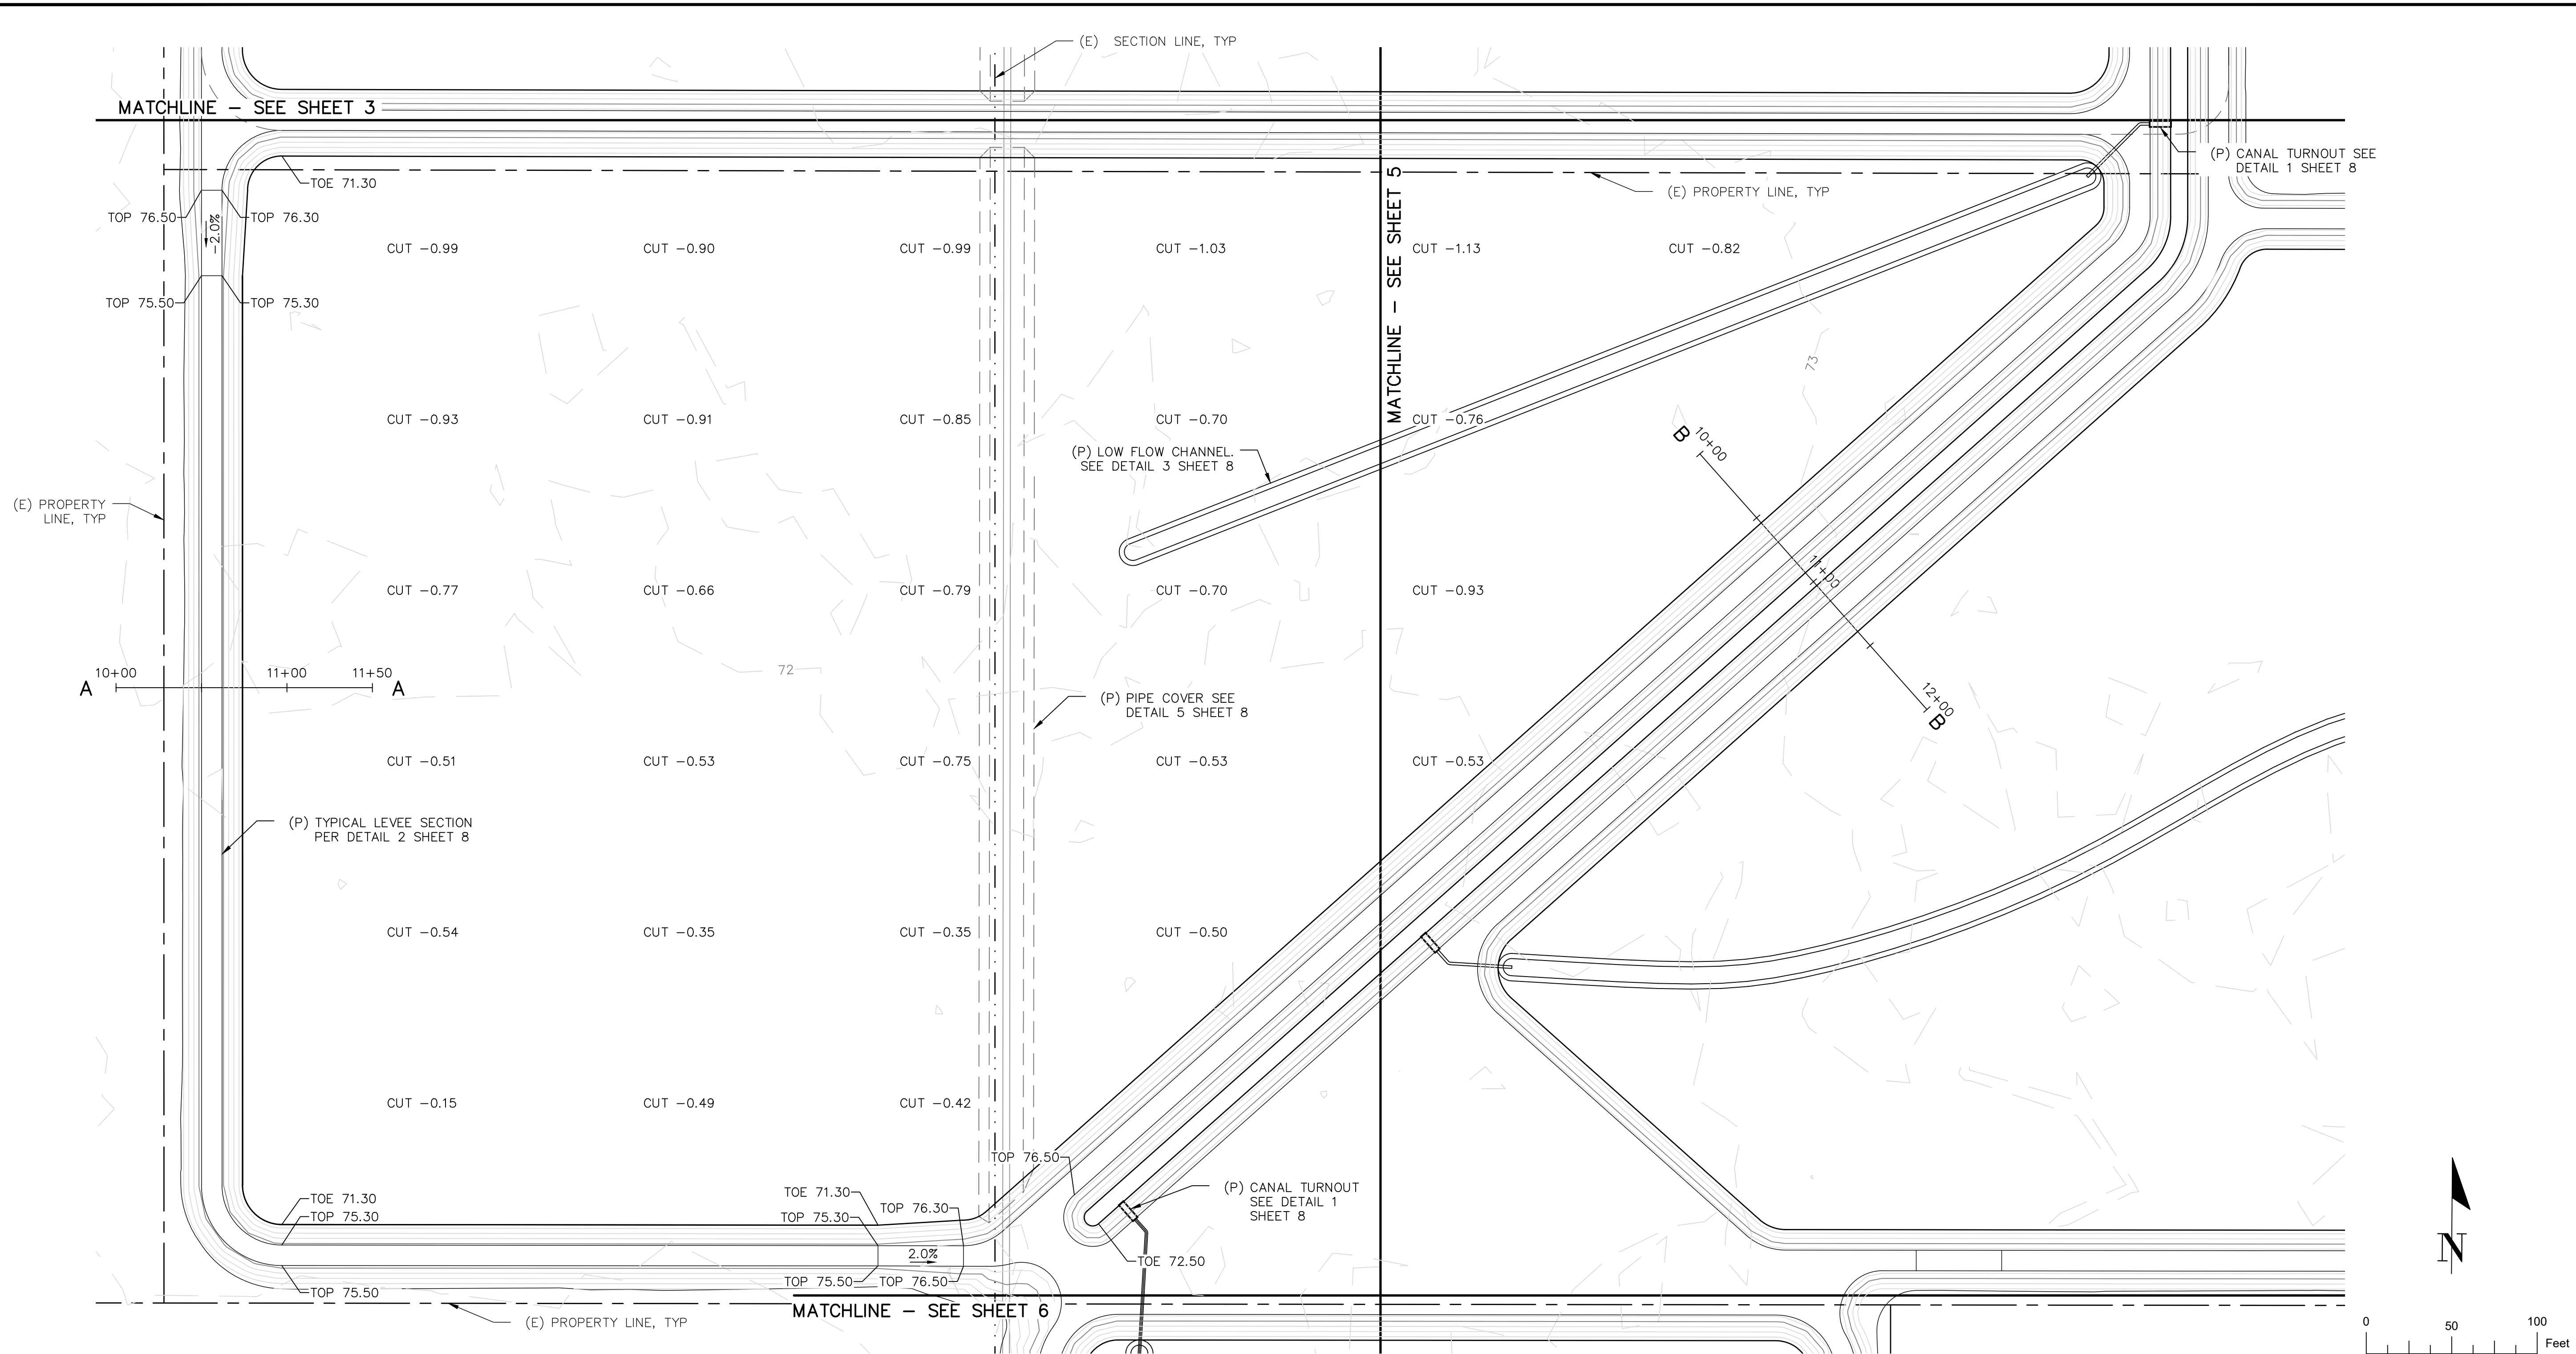 (E) SECTION LINE, TYP
MATCHLINE - SEE SHEET 3
(P) CANAL TURNOUT SEE
DETAIL 1 SHEET 8
TOE 71.30
(E) PROPERTY LINE, TYP
TOP 76.50
-2.0%
TOP 76.30
MATCHLINE - SEE SHEET 5
CUT -0.99
CUT -0.90
CUT -0.99
CUT -1.03
CUT -1.13
CUT -0.82
TOP 75.50
TOP 75.30
73
CUT -0.93
CUT -0.91
CUT -0.85
CUT -0.70
CUT -0.76
B
10+00
(P) LOW FLOW CHANNEL.
SEE DETAIL 3 SHEET 8
(E) PROPERTY
LINE, TYP
11+00
CUT -0.77
CUT -0.66
CUT -0.79
CUT -0.70
CUT -0.93
72
A
10+00
11+00
11+50
A
(P) PIPE COVER SEE
DETAIL 5 SHEET 8
12+00
B
CUT -0.51
CUT -0.53
CUT -0.75
CUT -0.53
CUT -0.53
(P) TYPICAL LEVEE SECTION
PER DETAIL 2 SHEET 8
CUT -0.54
CUT -0.35
CUT -0.35
CUT -0.50
CUT -0.15
CUT -0.49
CUT -0.42
TOP 76.50
(P) CANAL TURNOUT
SEE DETAIL 1
SHEET 8
TOE 71.30
TOP 75.30
TOE 71.30
TOP 75.30
TOP 76.30
2.0%
TOE 72.50
TOP 75.50
TOP 75.50
TOP 76.50
MATCHLINE - SEE SHEET 6
(E) PROPERTY LINE, TYP
N
0
50
100
Feet